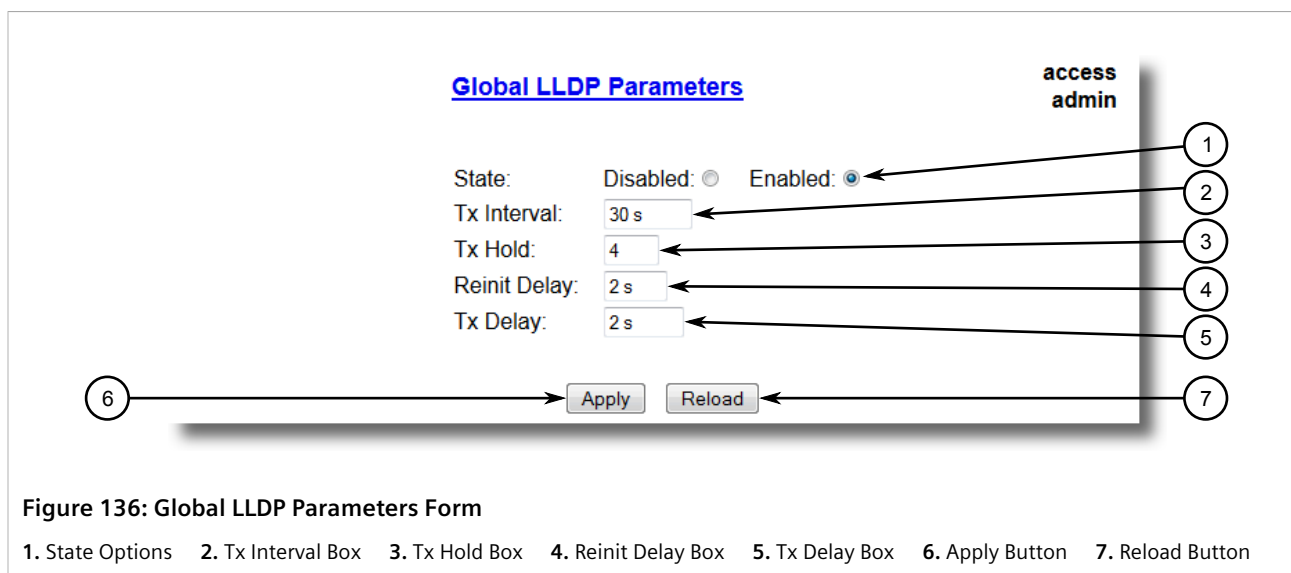 Global LLDP Parameters
access
admin
State: Disabled: Enabled:
1
Tx Interval: 30 s
2
Tx Hold: 4
3
Reinit Delay: 2 s
4
Tx Delay: 2 s
5
6
Apply Reload
7
Figure 136: Global LLDP Parameters Form
1. State Options 2. Tx Interval Box 3. Tx Hold Box 4. Reinit Delay Box 5. Tx Delay Box 6. Apply Button 7. Reload Button